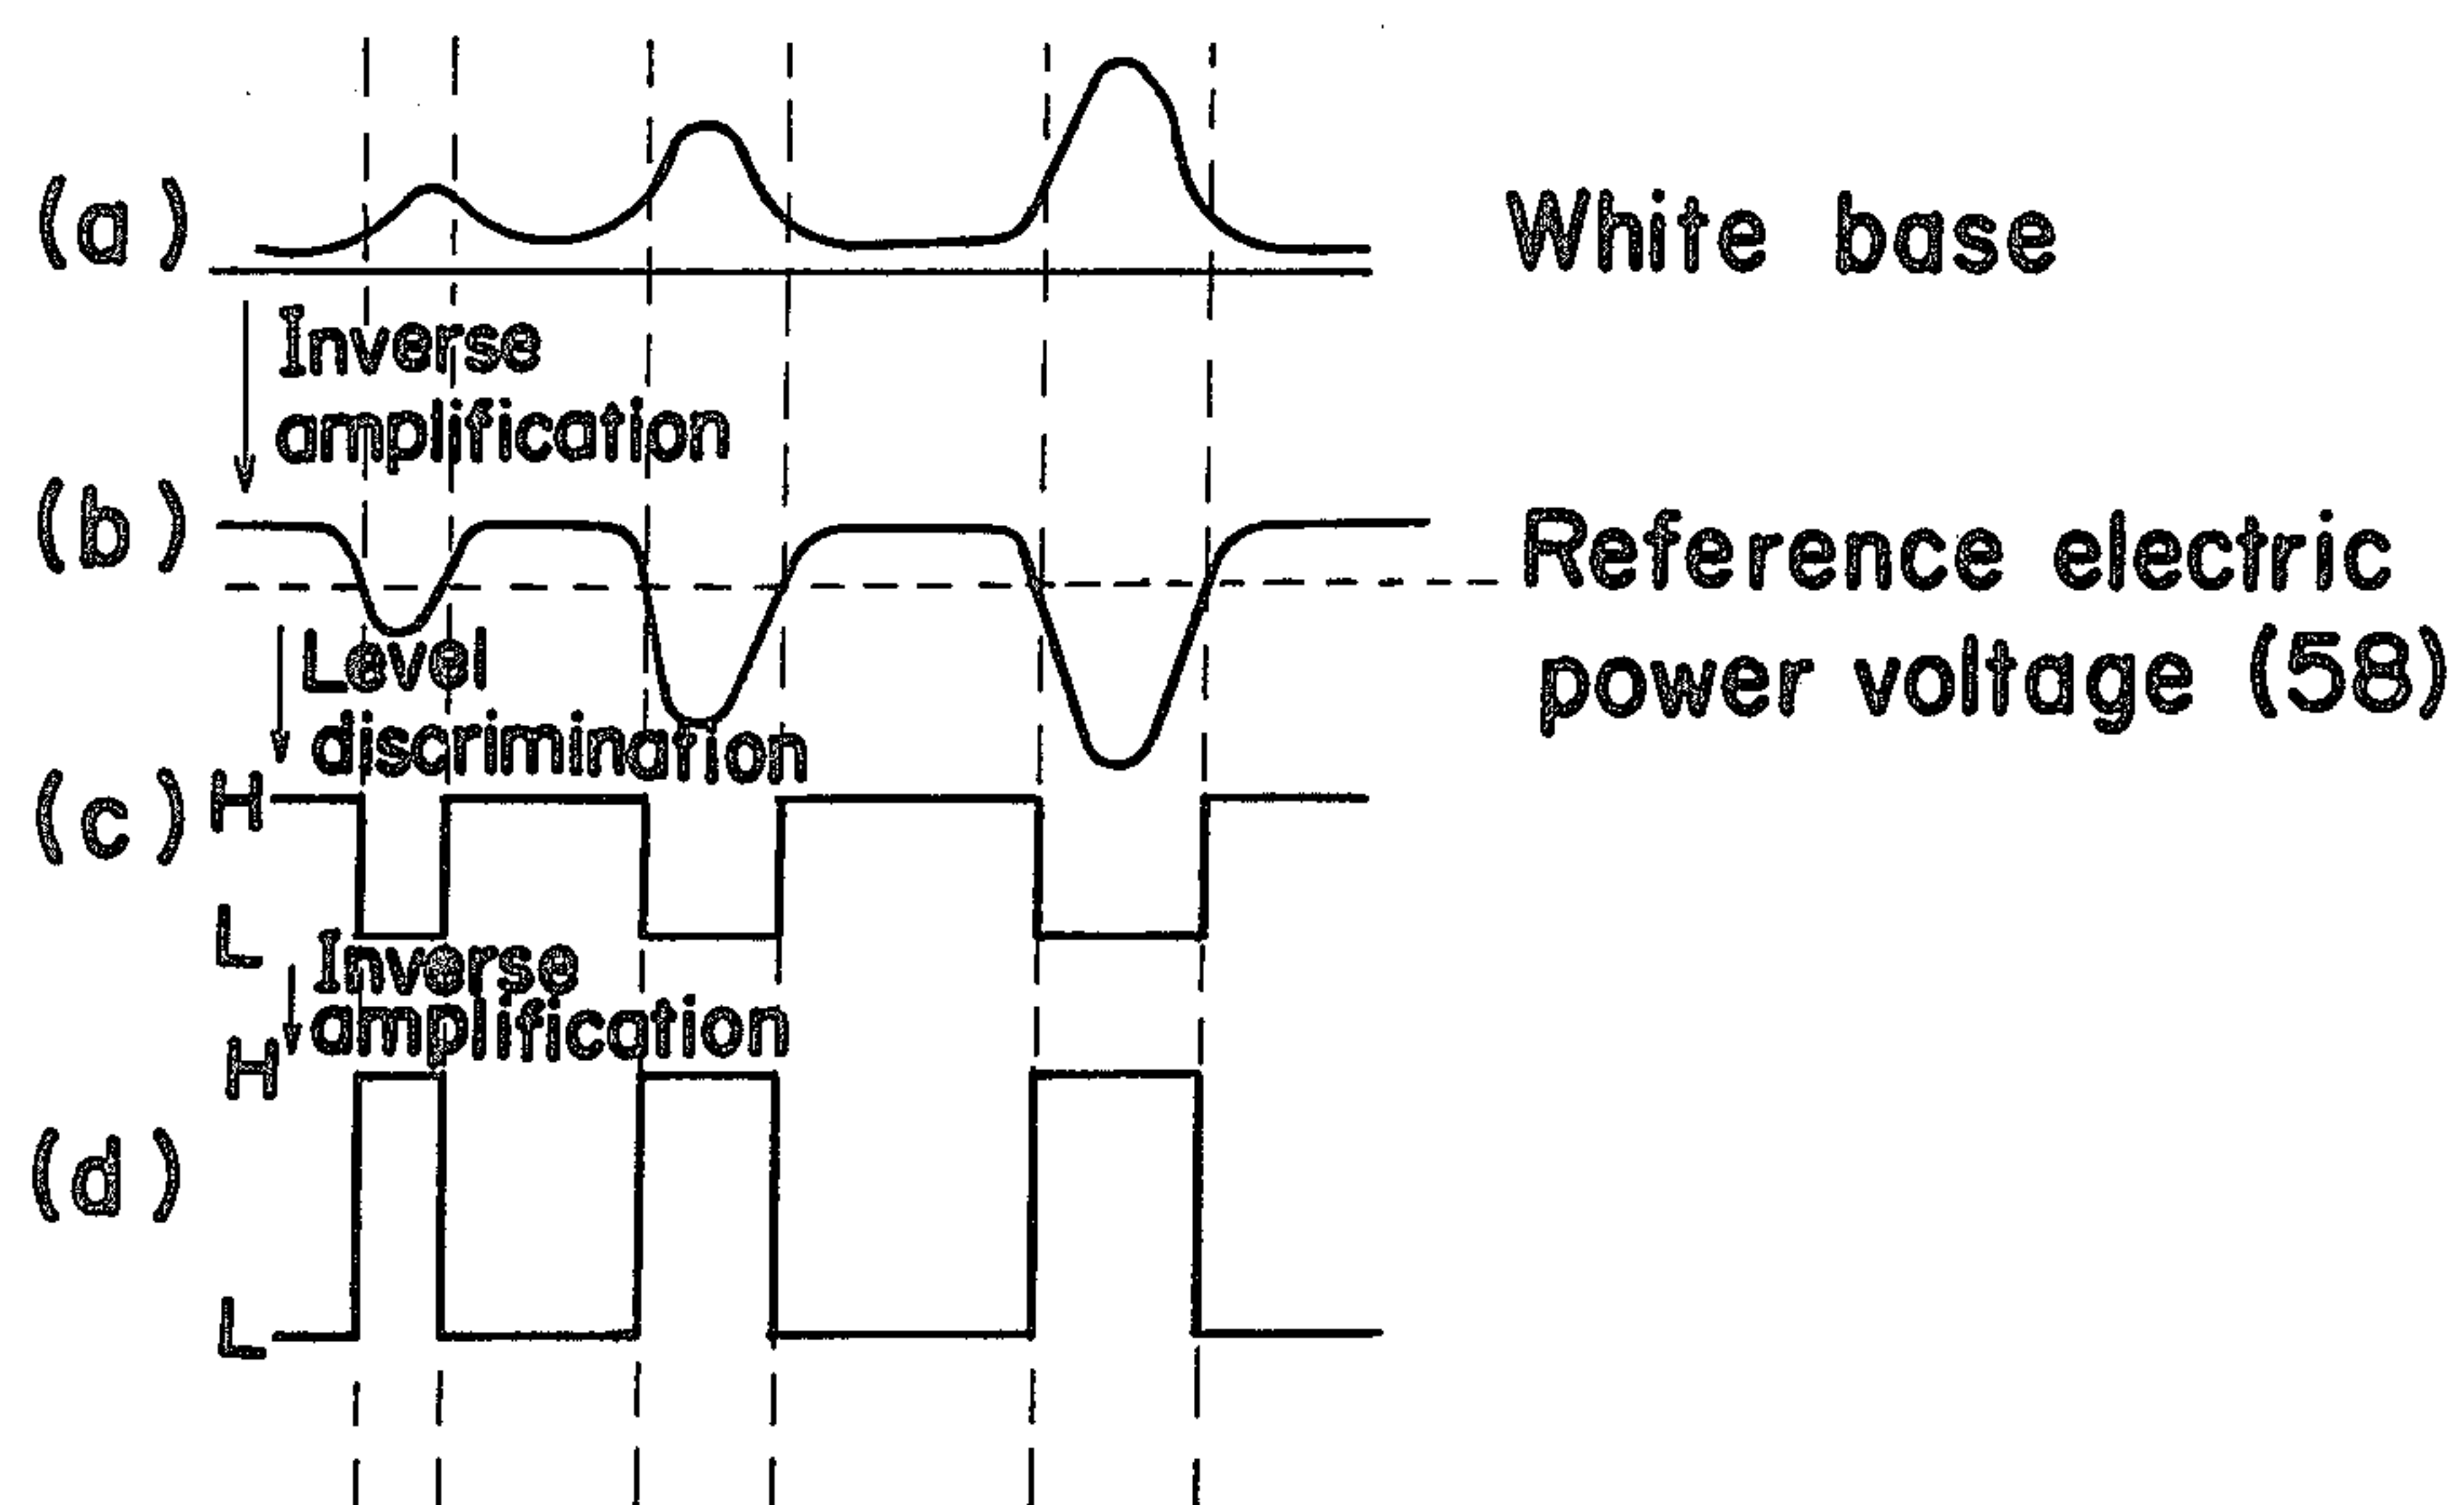 (a)
White base
Inverse
amplification
(b)
Reference electric
power voltage (58)
Level
discrimination
(c)
H
L
Inverse
amplification
H
(d)
L